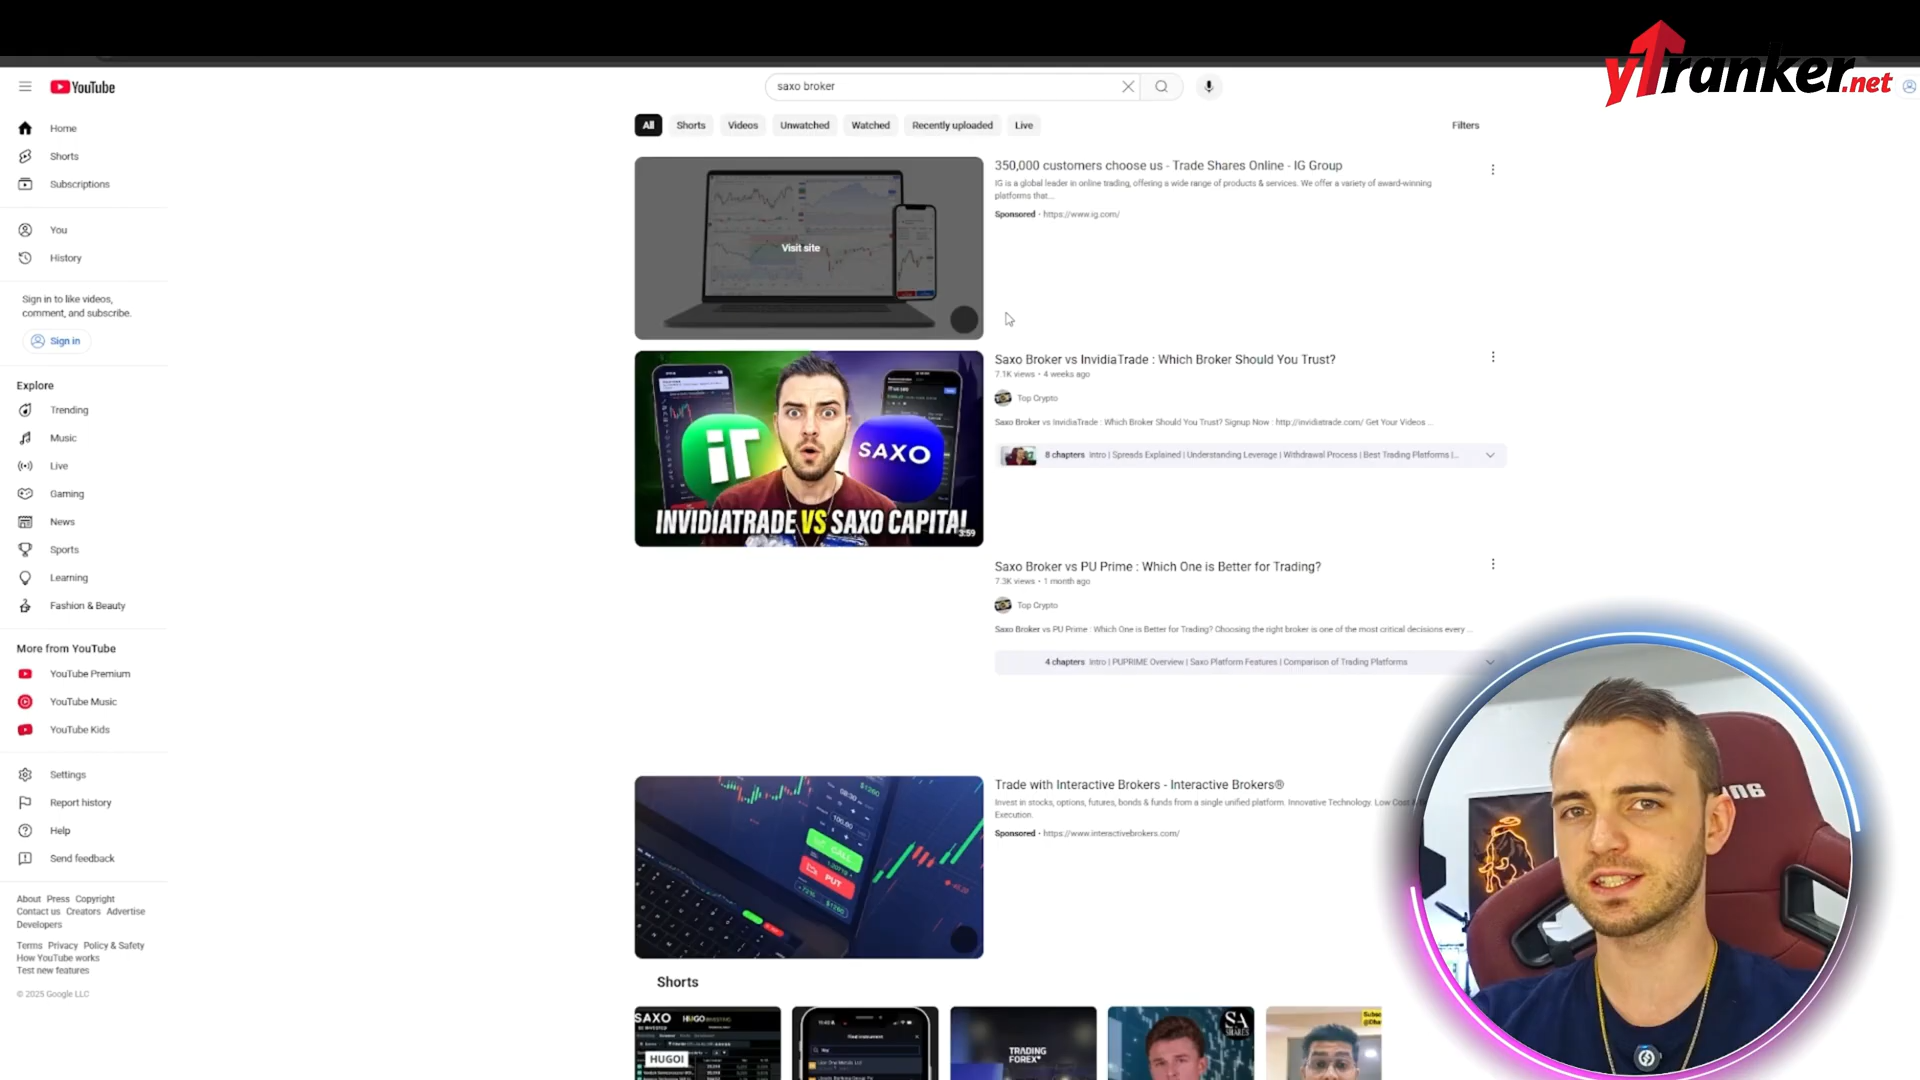 yTranker.net
YouTube
saxo broker
Home
Shorts
Subscriptions
You
History
Sign in to like videos,
comment, and subscribe.
Sign in
Explore
Trending
Music
Live
Gaming
News
Sports
Learning
Fashion & Beauty
More from YouTube
YouTube Premium
YouTube Music
YouTube Kids
Settings
Report history
Help
Send feedback
About Press Copyright
Contact us Creators Advertise
Developers
Terms Privacy Policy & Safety
How YouTube works
Test new features
© 2025 Google LLC
All Shorts Videos Unwatched Watched Recently uploaded Live Filters
Visit site
350,000 customers choose us - Trade Shares Online - IG Group
IG is a global leader in online trading, offering a wide range of products & services. We offer a variety of award-winning
platforms that...
Sponsored · https://www.ig.com/
iT
SAXO
INVIDIATRADE VS SAXO CAPITAL
3:59
Saxo Broker vs InvidiaTrade : Which Broker Should You Trust?
7.1K views • 4 weeks ago
Top Crypto
Saxo Broker vs InvidiaTrade : Which Broker Should You Trust? Signup Now : http://invidiatrade.com/ Get Your Videos ...
8 chapters Intro | Spreads Explained | Understanding Leverage | Withdrawal Process | Best Trading Platforms |...
Saxo Broker vs PU Prime : Which One is Better for Trading?
7.3K views • 1 month ago
Top Crypto
Saxo Broker vs PU Prime : Which One is Better for Trading? Choosing the right broker is one of the most critical decisions every ...
4 chapters Intro | PUPRIME Overview | Saxo Platform Features | Comparison of Trading Platforms
CALL
PUT
Trade with Interactive Brokers - Interactive Brokers®
Invest in stocks, options, futures, bonds & funds from a single unified platform. Innovative Technology. Low Cost
Execution.
Sponsored · https://www.interactivebrokers.com/
Shorts
SAXO
HUGO
HUGOI
TRADING
FOREX
SA
SHARES